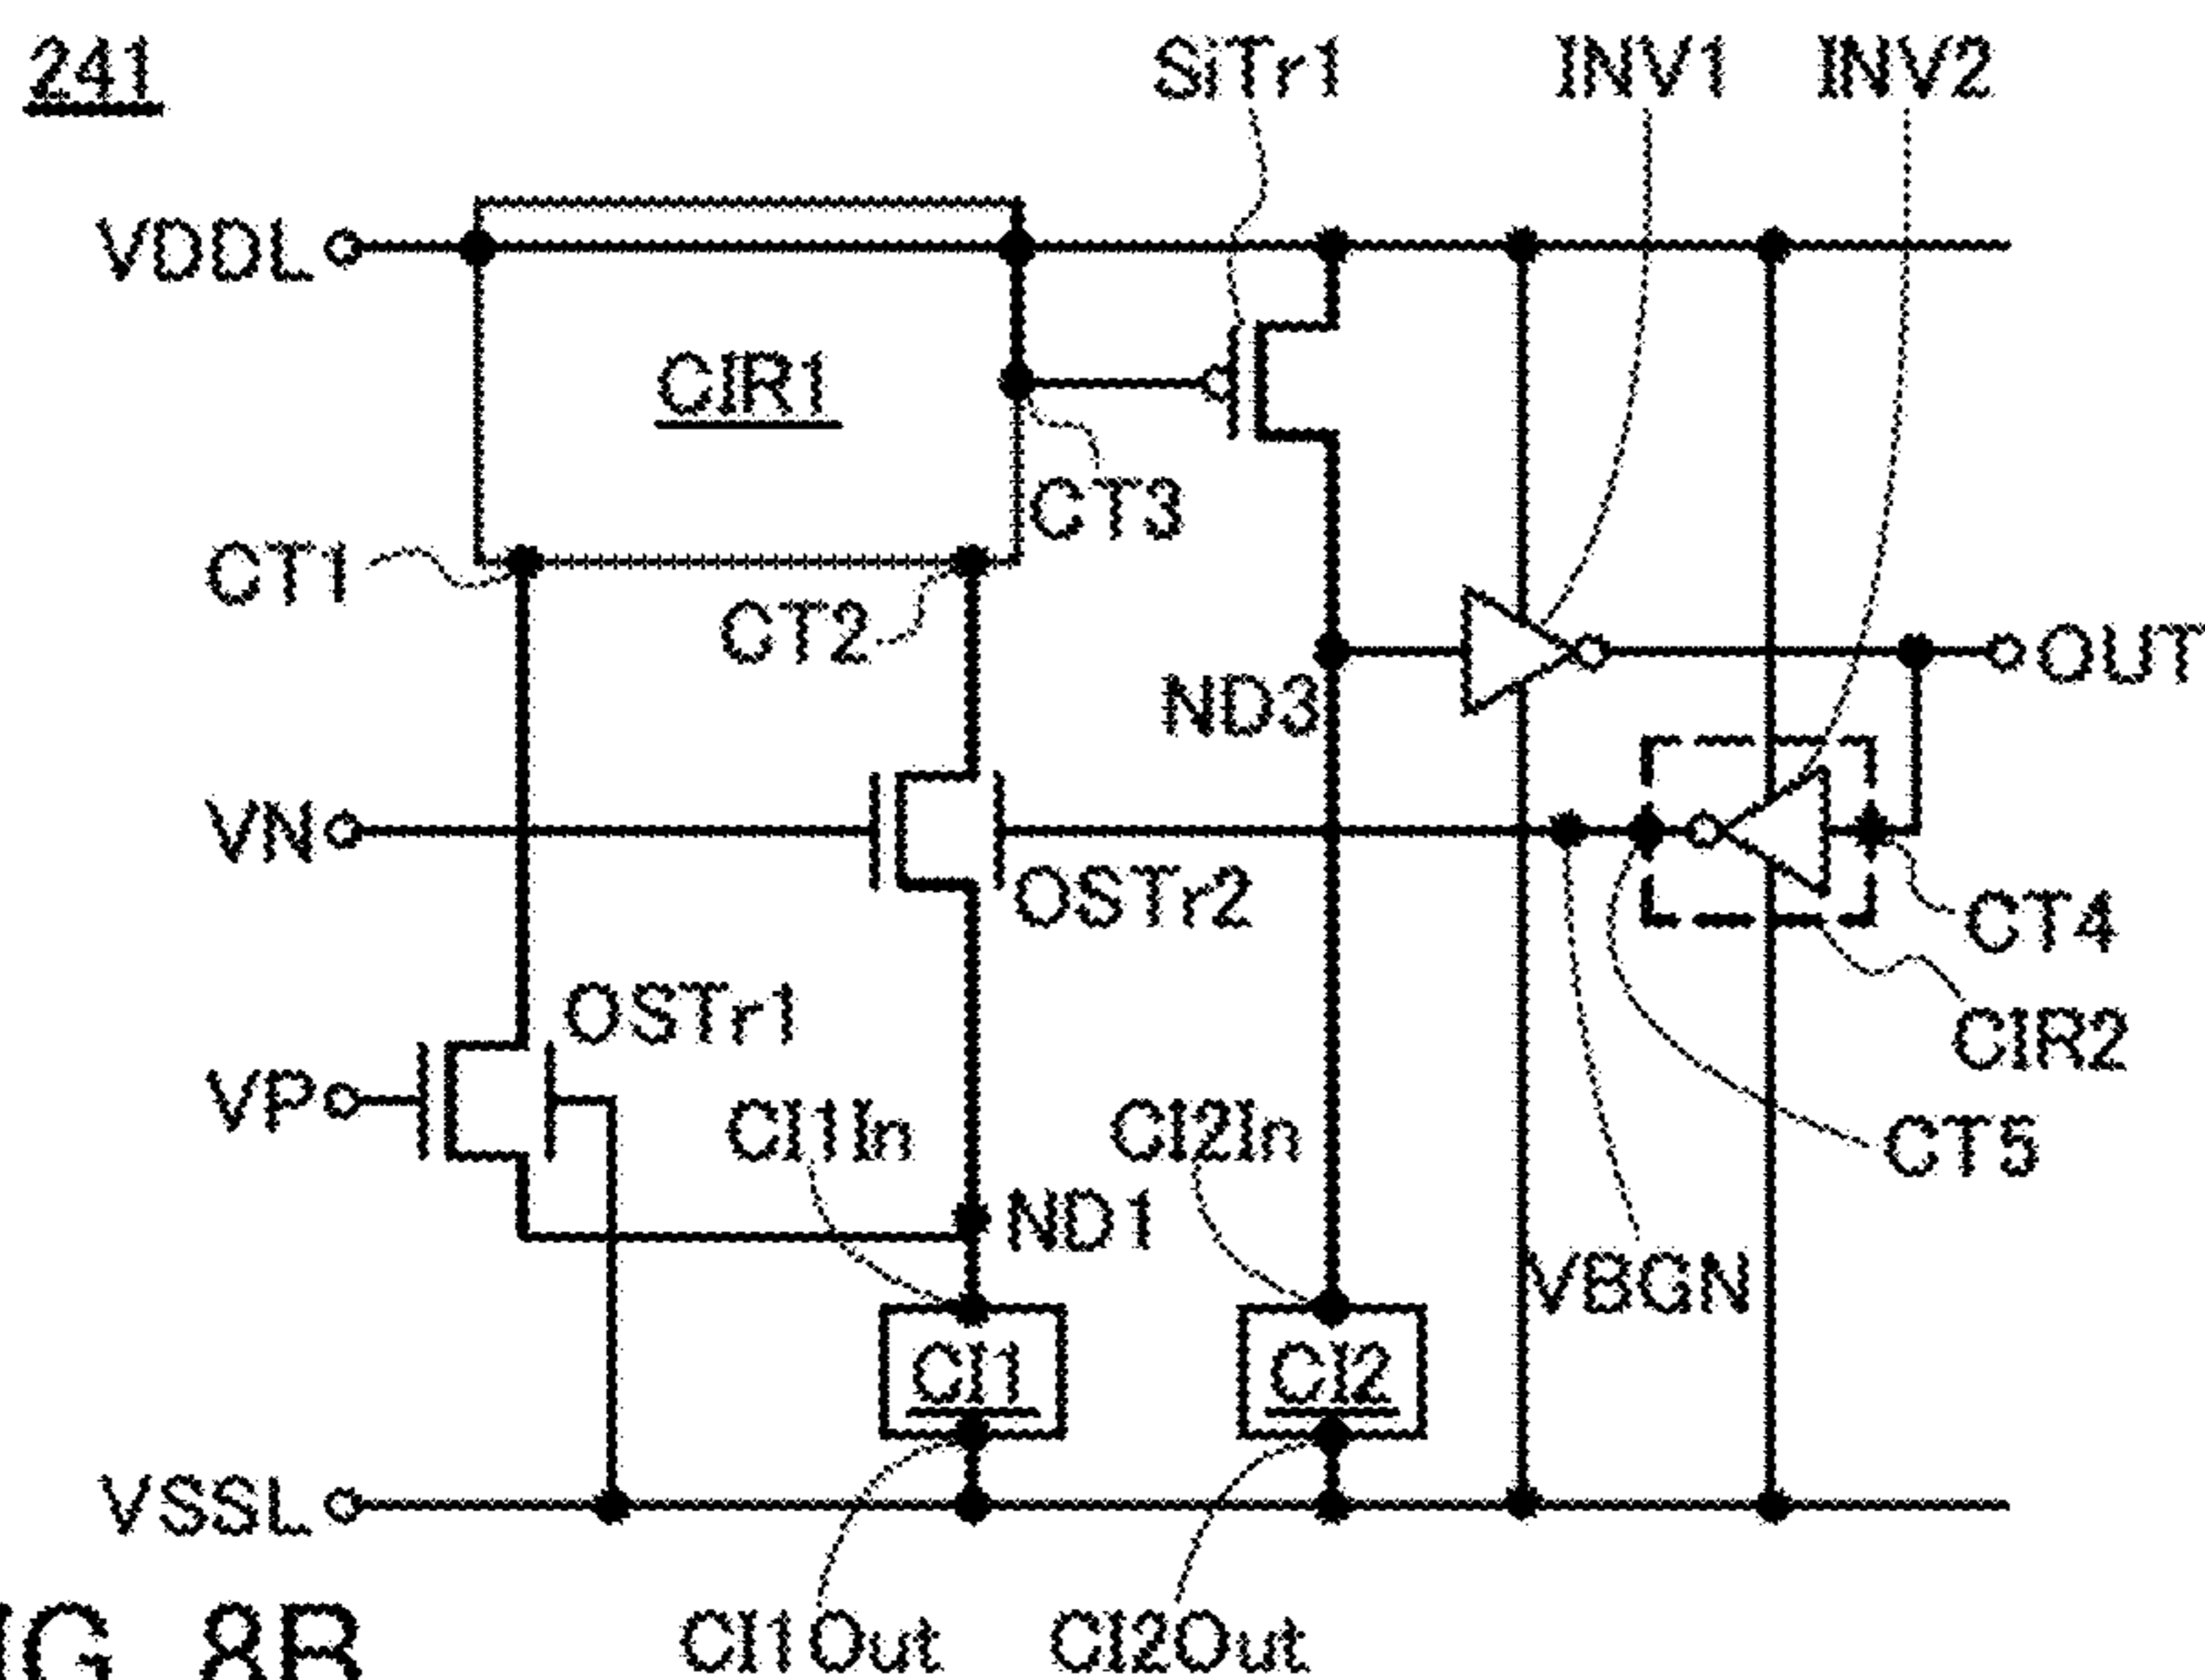 241
SiTr1
INV1
INV2
VDDL
CIR1
CT3
CT1
CT2
ND3
OUT
VN
OSTr2
CT4
OSTr1
CIR2
VP
CI1In
CI2In
CT5
ND1
VBGN
CI1
CI2
VSSL
CI1Out
CI2Out